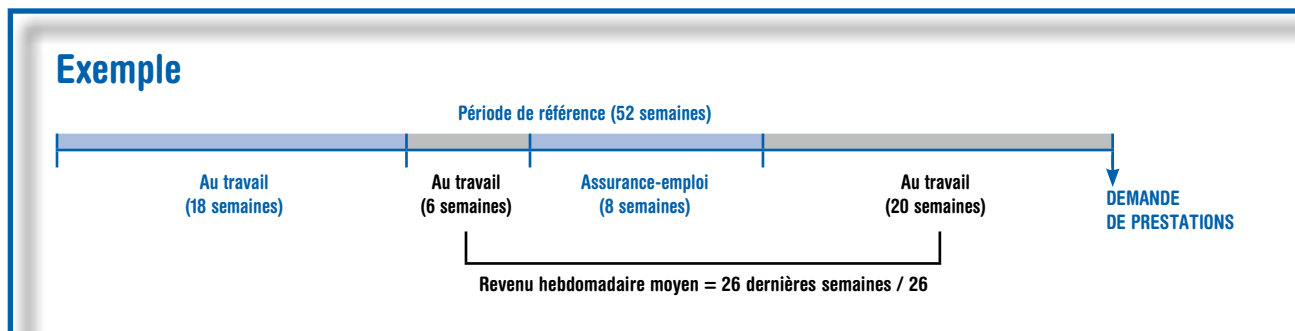 Exemple
Période de référence (52 semaines)
Au travail
(18 semaines)
Au travail
(6 semaines)
Assurance-emploi
(8 semaines)
Au travail
(20 semaines)
DEMANDE
DE PRESTATIONS
Revenu hebdomadaire moyen = 26 dernières semaines / 26